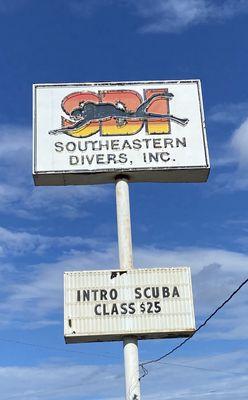 SDI
SOUTHEASTERN
DIVERS, INC.
INTRO SCUBA
CLASS $25